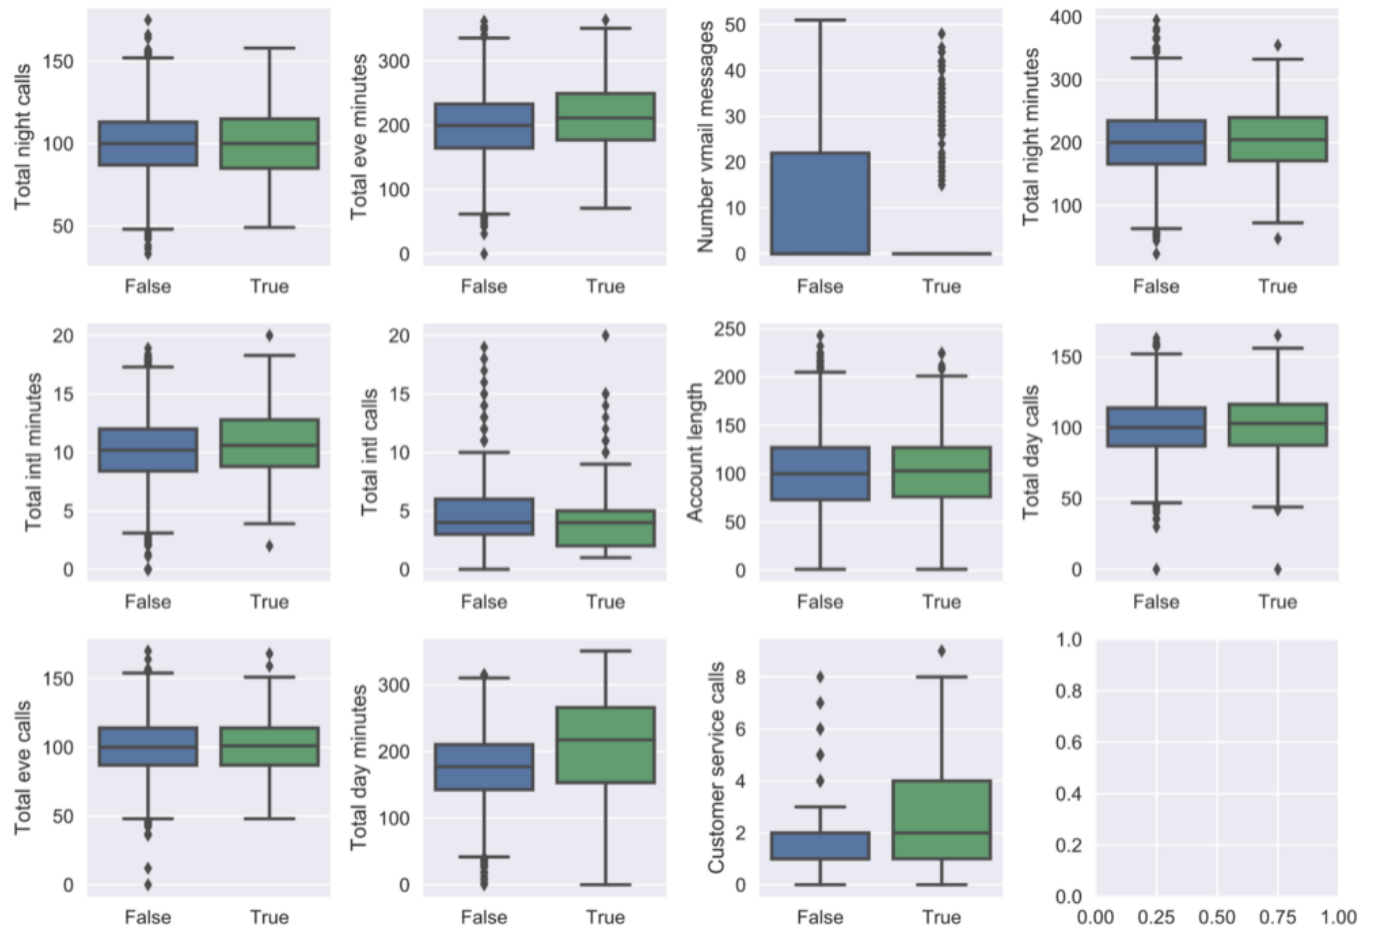 Total night calls
150
100
50
False
True
Total eve minutes
300
200
100
0
False
True
Number vmail messages
50
40
30
20
10
0
False
True
Total night minutes
400
300
200
100
False
True
Total intl minutes
20
15
10
5
0
False
True
Total intl calls
20
15
10
5
0
False
True
Account length
250
200
150
100
50
0
False
True
Total day calls
150
100
50
0
False
True
Total eve calls
150
100
50
0
False
True
Total day minutes
300
200
100
0
False
True
Customer service calls
8
6
4
2
0
False
True
1.0
0.8
0.6
0.4
0.2
0.0
0.00 0.25 0.50 0.75 1.00